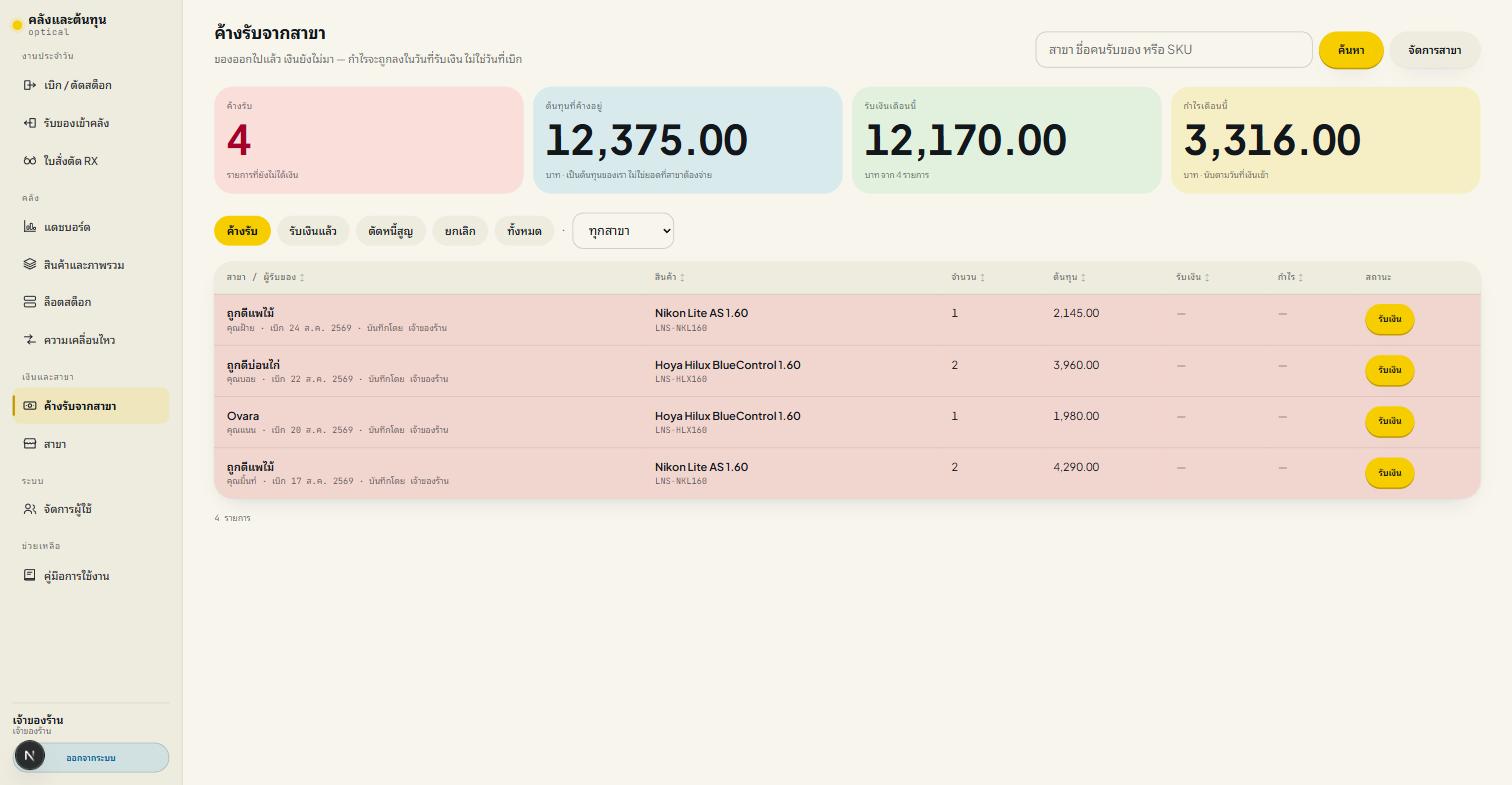 คลังและต้นทุน
optical
งานประจำวัน
เบิก / ตัดสต็อก
รับของเข้าคลัง
ใบสั่งตัด RX
คลัง
แดชบอร์ด
สินค้าและภาพรวม
ล็อตสต็อก
ความเคลื่อนไหว
เงินและสาขา
ค้างรับจากสาขา
สาขา
ระบบ
จัดการผู้ใช้
ช่วยเหลือ
คู่มือการใช้งาน
เจ้าของร้าน
เจ้าของร้าน
N
ออกจากระบบ
ค้างรับจากสาขา
ของออกไปแล้ว เงินยังไม่มา — กำไรจะถูกลงในวันที่รับเงิน ไม่ใช่วันที่เบิก
สาขา ชื่อคนรับของ หรือ SKU
ค้นหา
จัดการสาขา
ค้างรับ
4
รายการที่ยังไม่ได้เงิน
ต้นทุนที่ค้างอยู่
12,375.00
บาท · เป็นต้นทุนของเรา ไม่ใช่ยอดที่สาขาต้องจ่าย
รับเงินเดือนนี้
12,170.00
บาท จาก 4 รายการ
กำไรเดือนนี้
3,316.00
บาท · นับตามวันที่เงินเข้า
ค้างรับ รับเงินแล้ว ตัดหนี้สูญ ยกเลิก ทั้งหมด · ทุกสาขา
สาขา / ผู้รับของ ↕ สินค้า ↕ จำนวน ↕ ต้นทุน ↕ รับเงิน ↕ กำไร ↕ สถานะ
ถูกดีแพไม้ Nikon Lite AS 1.60 1 2,145.00 — — รับเงิน
คุณฝ้าย · เบิก 24 ส.ค. 2569 · บันทึกโดย เจ้าของร้าน LNS-NKL160
ถูกดีบ่อนไก่ Hoya Hilux BlueControl 1.60 2 3,960.00 — — รับเงิน
คุณบอย · เบิก 22 ส.ค. 2569 · บันทึกโดย เจ้าของร้าน LNS-HLX160
Ovara Hoya Hilux BlueControl 1.60 1 1,980.00 — — รับเงิน
คุณแนน · เบิก 20 ส.ค. 2569 · บันทึกโดย เจ้าของร้าน LNS-HLX160
ถูกดีแพไม้ Nikon Lite AS 1.60 2 4,290.00 — — รับเงิน
คุณมิ้นท์ · เบิก 17 ส.ค. 2569 · บันทึกโดย เจ้าของร้าน LNS-NKL160
4 รายการ